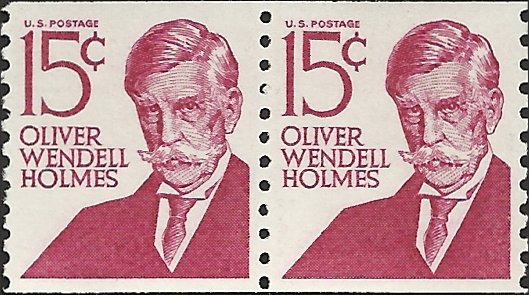 U.S. POSTAGE
15¢
OLIVER
WENDELL
HOLMES
U.S. POSTAGE
15¢
OLIVER
WENDELL
HOLMES